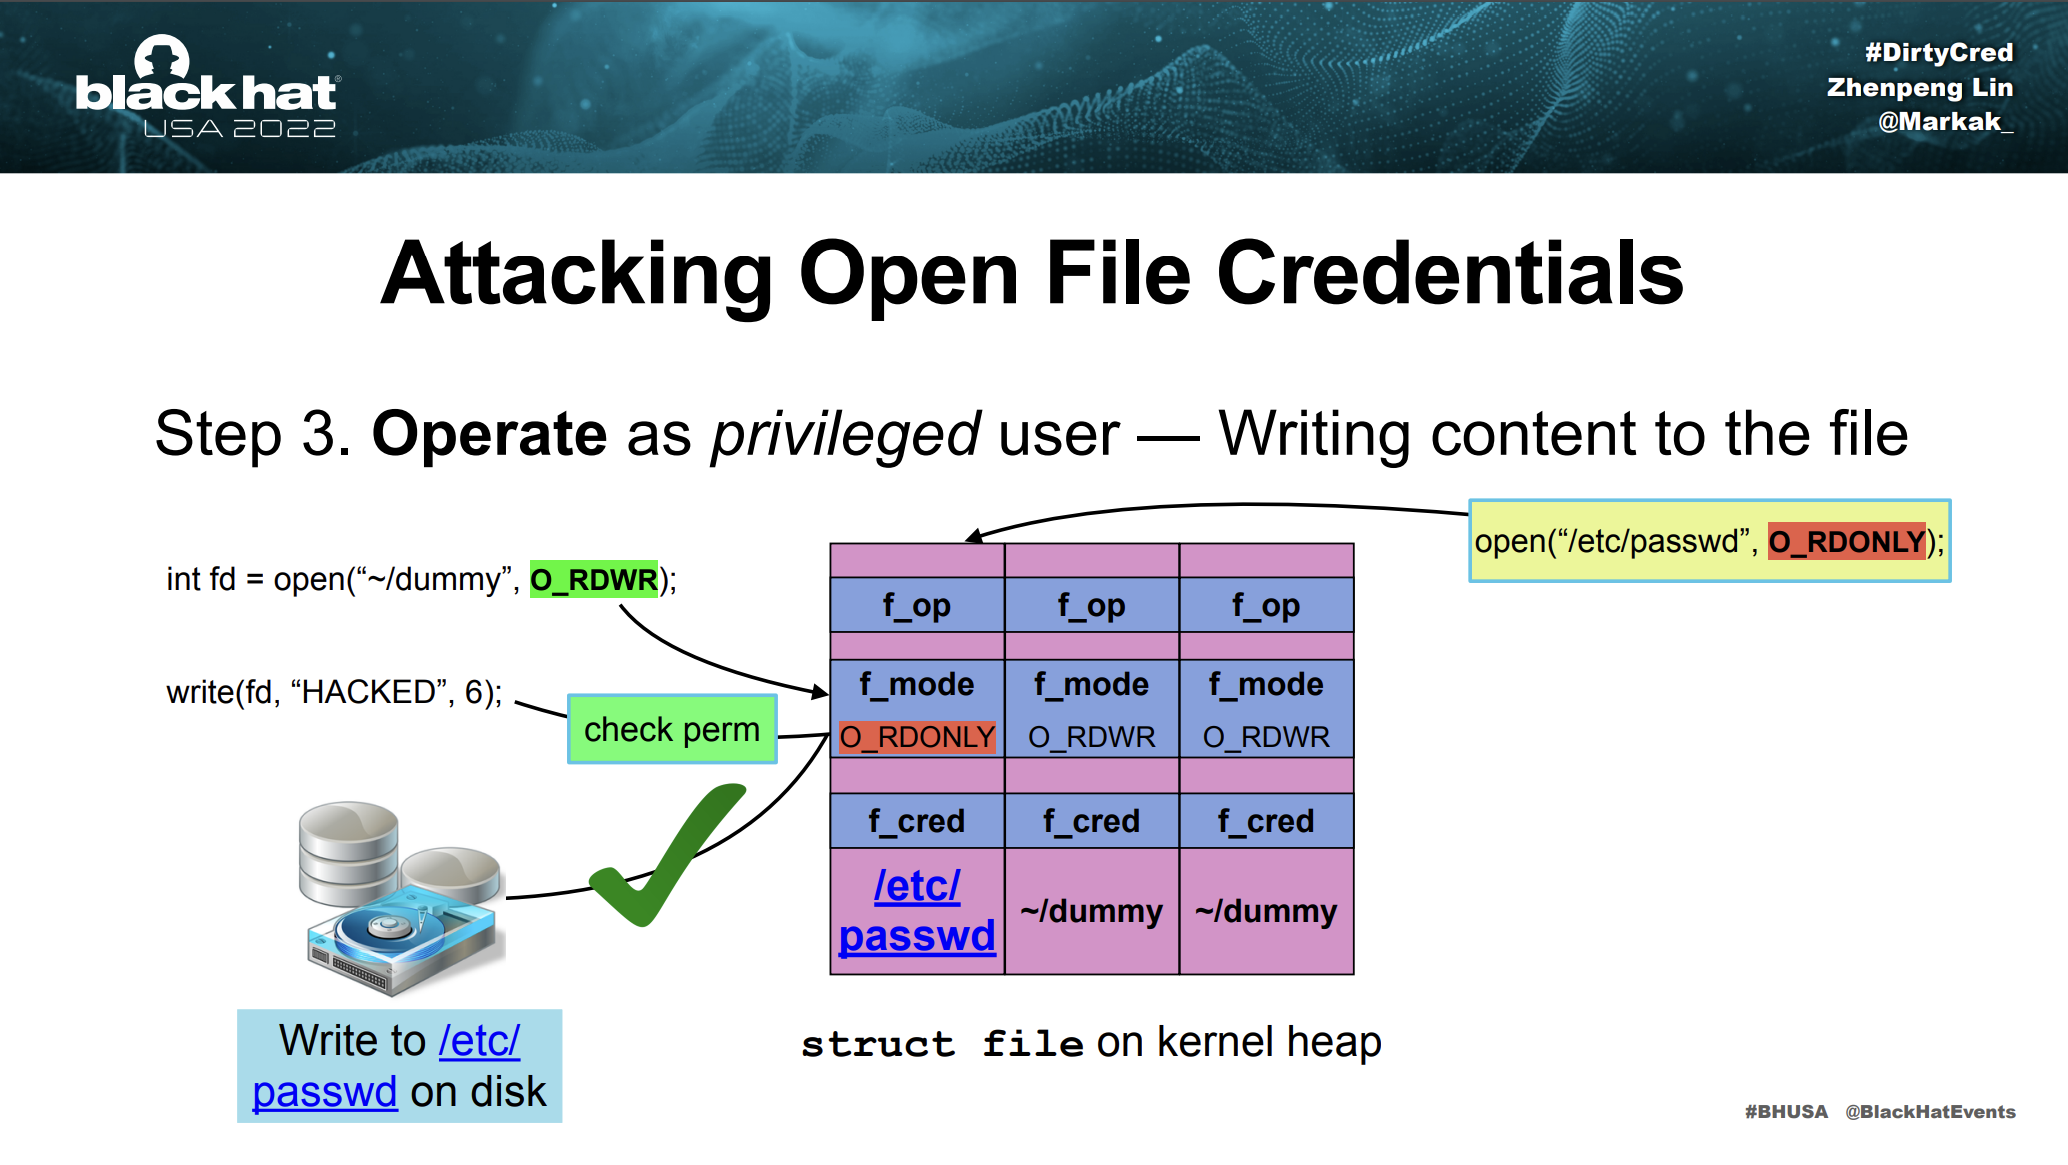 black hat®
USA 2022
#DirtyCred
Zhenpeng Lin
@Markak_
Attacking Open File Credentials
Step 3. Operate as privileged user — Writing content to the file
open(“/etc/passwd”, O_RDONLY);
int fd = open(“~/dummy”, O_RDWR);
write(fd, “HACKED”, 6);
check perm
f_op f_op f_op
f_mode f_mode f_mode
O_RDONLY O_RDWR O_RDWR
f_cred f_cred f_cred
/etc/
passwd
~/dummy ~/dummy
Write to /etc/
passwd on disk
struct file on kernel heap
#BHUSA @BlackHatEvents